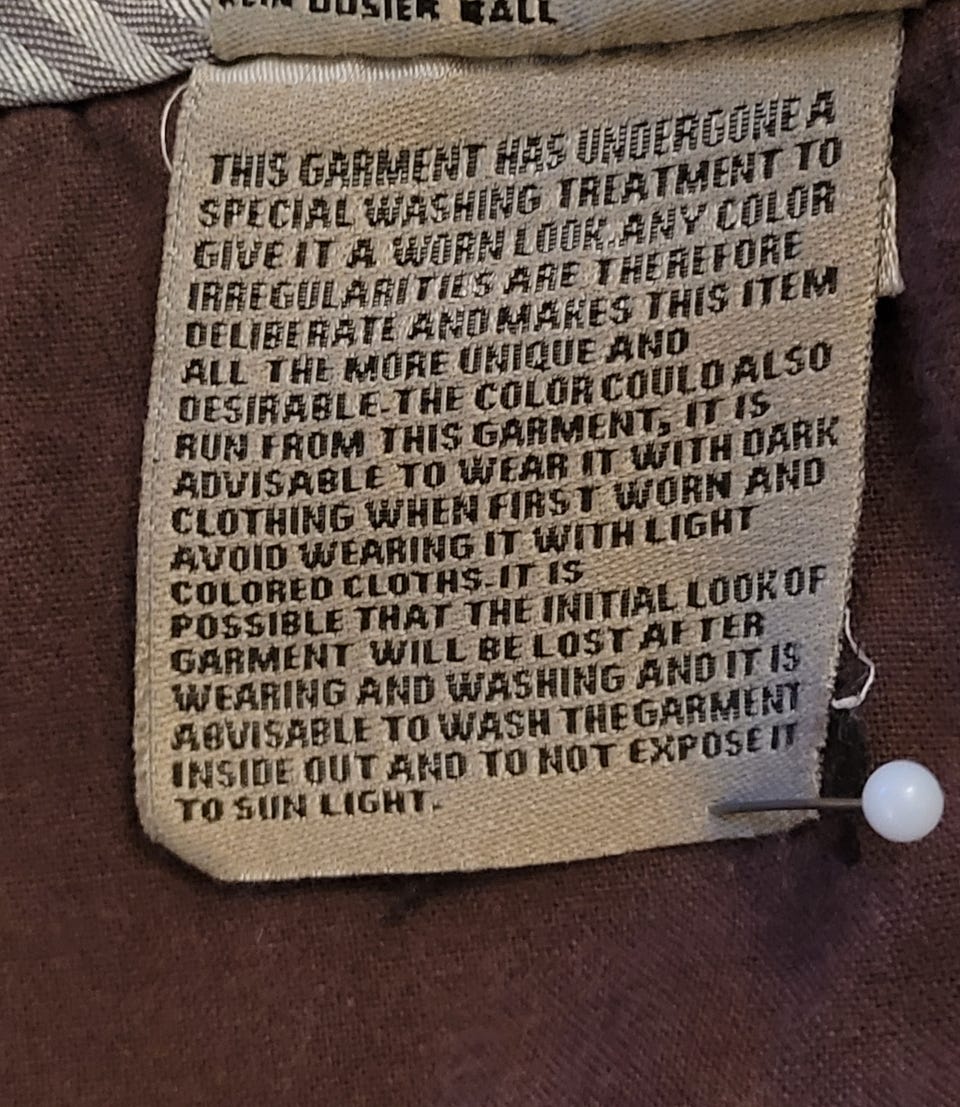 BALL
THIS GARMENT HAS UNDERGONE A
SPECIAL WASHING TREATMENT TO
GIVE IT A WORN LOOK.ANY COLOR
IRREGULARITIES ARE THEREFORE
DELIBERATE AND MAKES THIS ITEM
ALL THE MORE UNIQUE AND
DESIRABLE.THE COLOR COULD ALSO
RUN FROM THIS GARMENT, IT IS
ADVISABLE TO WEAR IT WITH DARK
CLOTHING WHEN FIRST WORN AND
AVOID WEARING IT WITH LIGHT
COLORED CLOTHS.IT IS
POSSIBLE THAT THE INITIAL LOOK OF
GARMENT WILL BE LOST AFTER
WEARING AND WASHING AND IT IS
ABVISABLE TO WASH THE GARMENT
INSIDE OUT AND TO NOT EXPOSE IT
TO SUN LIGHT.